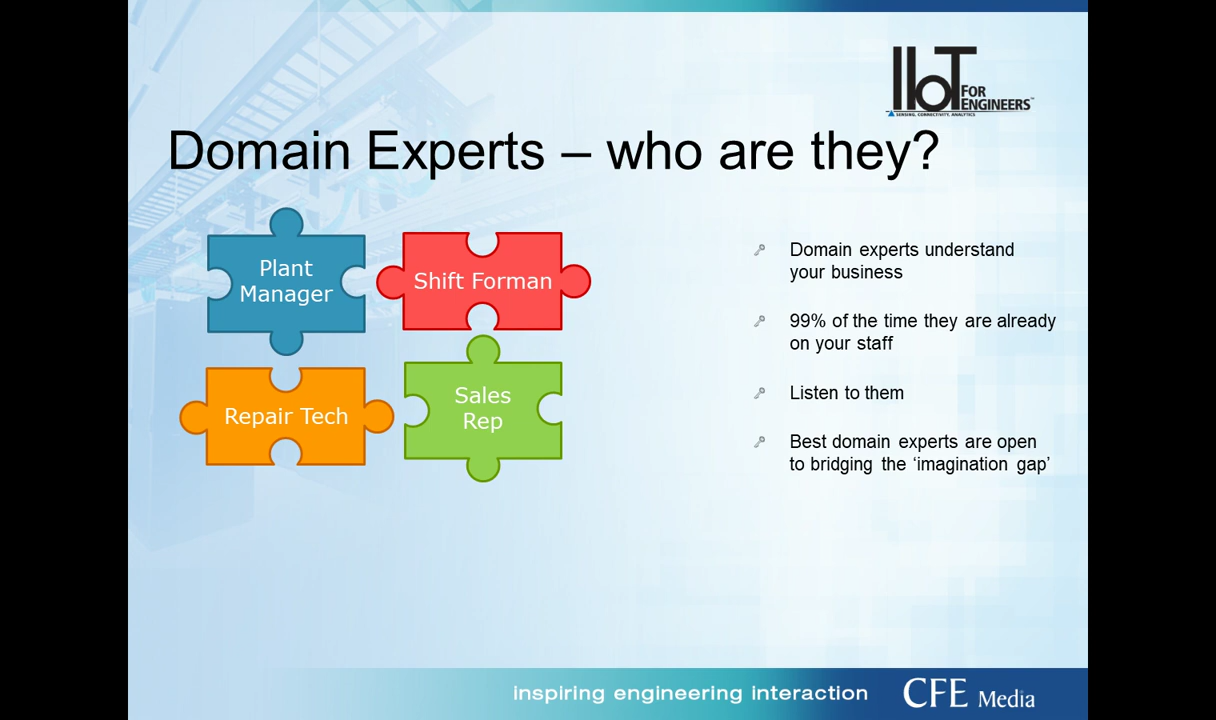 IIoT
FOR
ENGINEERS™
SENSING, CONNECTIVITY, ANALYTICS
Domain Experts – who are they?
Plant
Manager
Shift Forman
Repair Tech
Sales
Rep
Domain experts understand
your business
99% of the time they are already
on your staff
Listen to them
Best domain experts are open
to bridging the ‘imagination gap’
inspiring engineering interaction
CFE Media